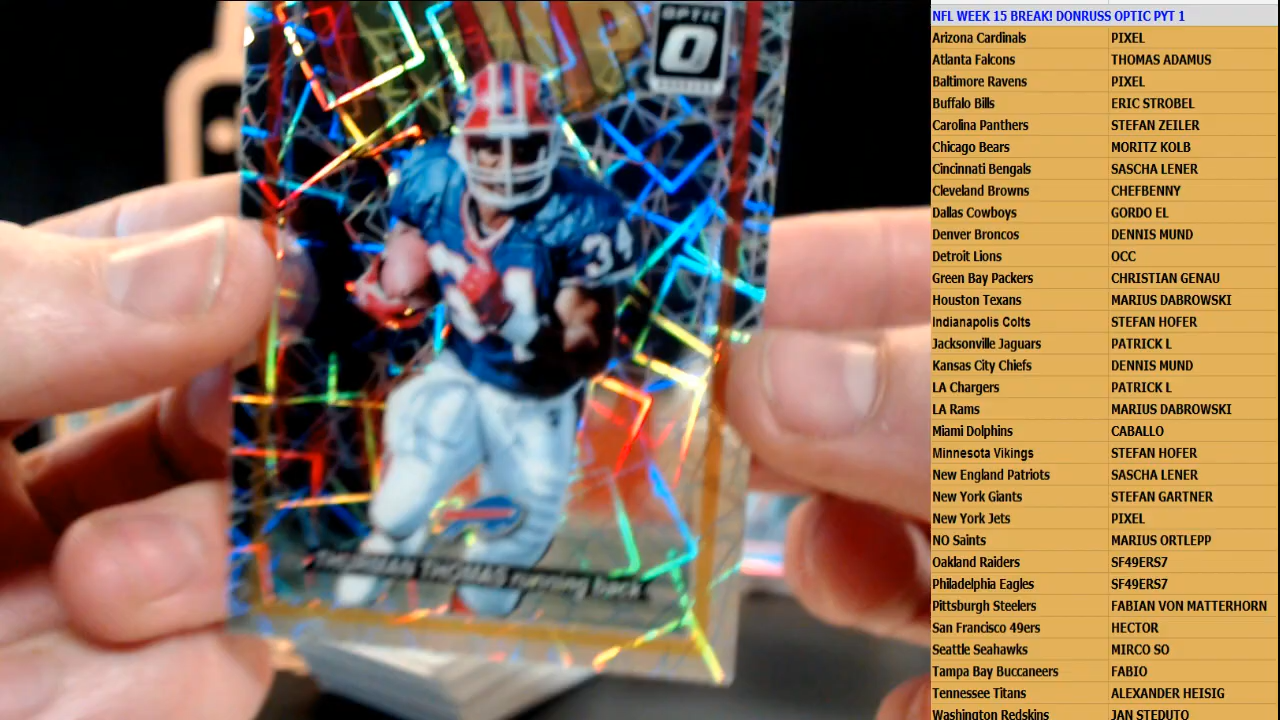 OPTIC
34
34
THURMAN THOMAS running back
NFL WEEK 15 BREAK! DONRUSS OPTIC PYT 1
Arizona Cardinals PIXEL
Atlanta Falcons THOMAS ADAMUS
Baltimore Ravens PIXEL
Buffalo Bills ERIC STROBEL
Carolina Panthers STEFAN ZEILER
Chicago Bears MORITZ KOLB
Cincinnati Bengals SASCHA LENER
Cleveland Browns CHEFBENNY
Dallas Cowboys GORDO EL
Denver Broncos DENNIS MUND
Detroit Lions OCC
Green Bay Packers CHRISTIAN GENAU
Houston Texans MARIUS DABROWSKI
Indianapolis Colts STEFAN HOFER
Jacksonville Jaguars PATRICK L
Kansas City Chiefs DENNIS MUND
LA Chargers PATRICK L
LA Rams MARIUS DABROWSKI
Miami Dolphins CABALLO
Minnesota Vikings STEFAN HOFER
New England Patriots SASCHA LENER
New York Giants STEFAN GARTNER
New York Jets PIXEL
NO Saints MARIUS ORTLEPP
Oakland Raiders SF49ERS7
Philadelphia Eagles SF49ERS7
Pittsburgh Steelers FABIAN VON MATTERHORN
San Francisco 49ers HECTOR
Seattle Seahawks MIRCO SO
Tampa Bay Buccaneers FABIO
Tennessee Titans ALEXANDER HEISIG
Washington Redskins JAN STEDUTO